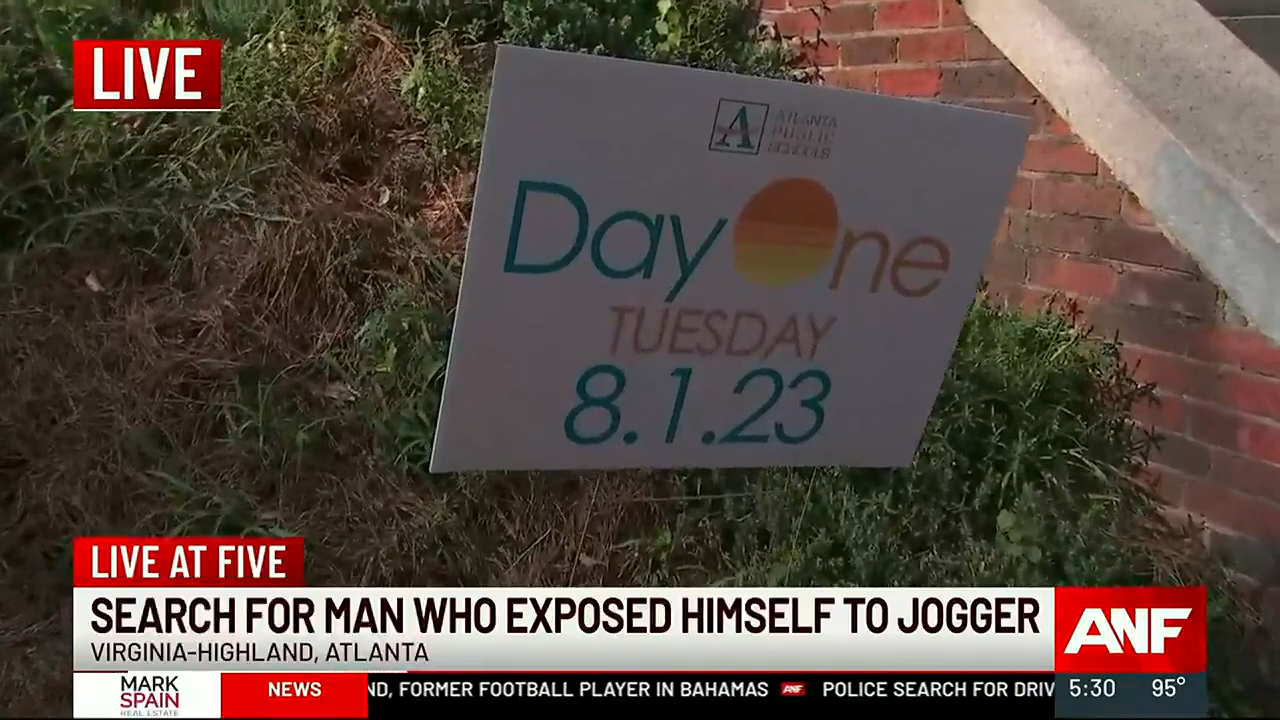 LIVE
A
ATLANTA
PUBLIC
SCHOOLS
Day One
TUESDAY
8.1.23
LIVE AT FIVE
SEARCH FOR MAN WHO EXPOSED HIMSELF TO JOGGER
VIRGINIA-HIGHLAND, ATLANTA
ANF
MARK
SPAIN
REAL ESTATE
NEWS
ND, FORMER FOOTBALL PLAYER IN BAHAMAS ANF POLICE SEARCH FOR DRIV
5:30 95°